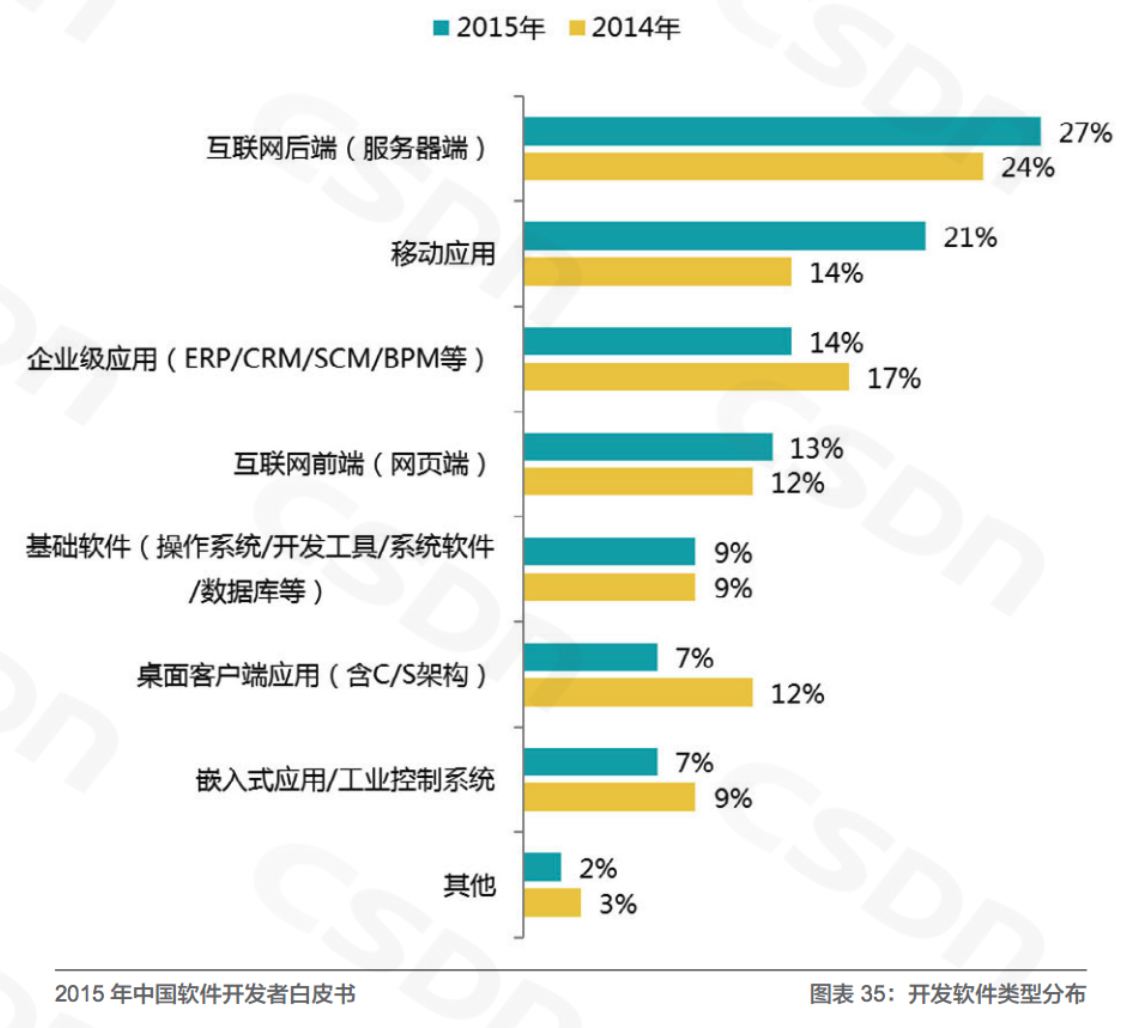 2015年 2014年
互联网后端（服务器端）
27%
24%
移动应用
21%
14%
企业级应用（ERP/CRM/SCM/BPM等）
14%
17%
互联网前端（网页端）
13%
12%
基础软件（操作系统/开发工具/系统软件
/数据库等）
9%
9%
桌面客户端应用（含C/S架构）
7%
12%
嵌入式应用/工业控制系统
7%
9%
其他
2%
3%
2015 年中国软件开发者白皮书
图表 35：开发软件类型分布
CSDN
CSDN
CSDN
CSDN
CSDN
CSDN